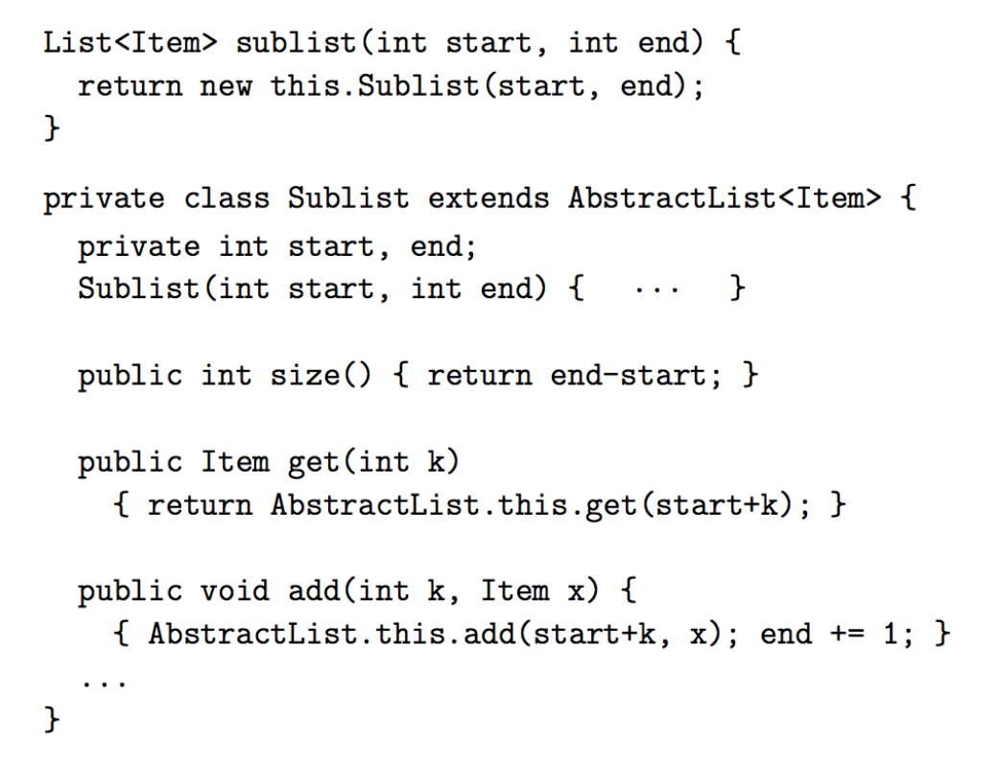 List<Item> sublist(int start, int end) {
  return new this.Sublist(start, end);
}
private class Sublist extends AbstractList<Item> {
  private int start, end;
  Sublist(int start, int end) {   ...   }
  public int size() { return end-start; }
  public Item get(int k)
    { return AbstractList.this.get(start+k); }
  public void add(int k, Item x) {
    { AbstractList.this.add(start+k, x); end += 1; }
  ...
}